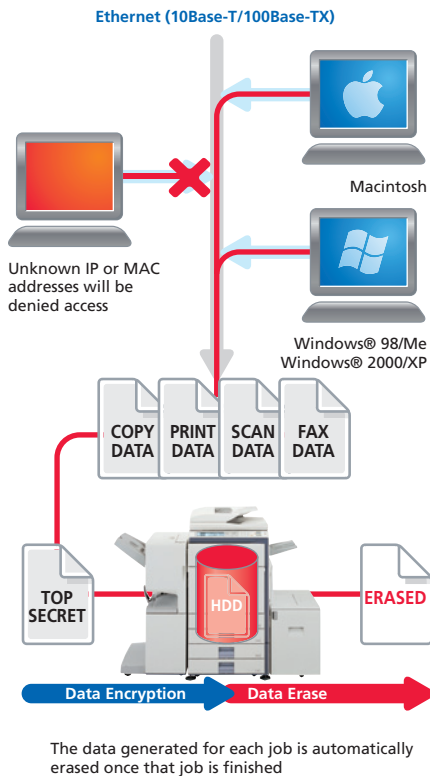 Ethernet (10Base-T/100Base-TX)
Macintosh
Unknown IP or MAC
addresses will be
denied access
Windows® 98/Me
Windows® 2000/XP
COPY
DATA
PRINT
DATA
SCAN
DATA
FAX
DATA
TOP
SECRET
HDD
ERASED
Data Encryption
Data Erase
The data generated for each job is automatically
erased once that job is finished